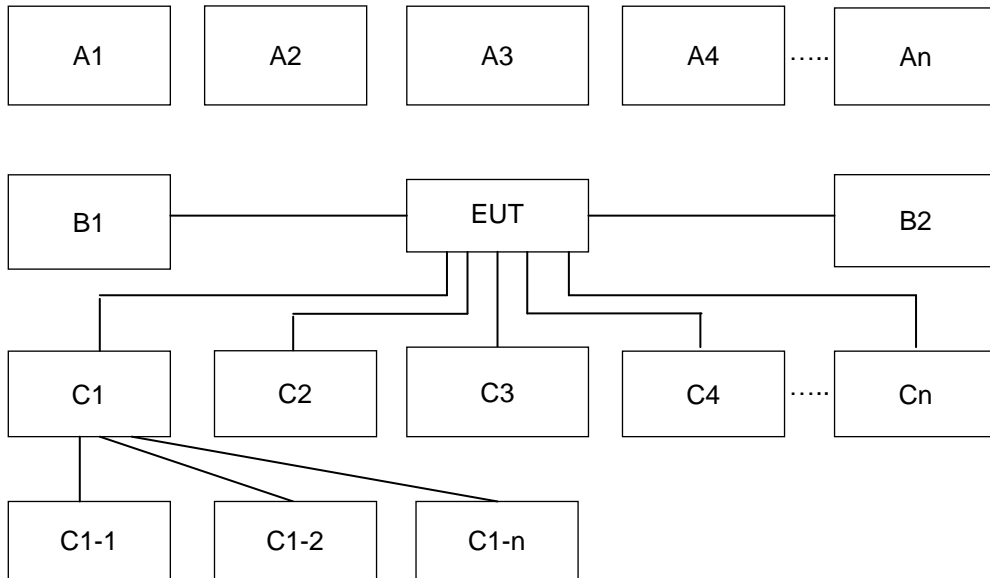 A1 A2 A3 A4 ..... An
B1 EUT B2
C1 C2 C3 C4 ..... Cn
C1-1 C1-2 C1-n